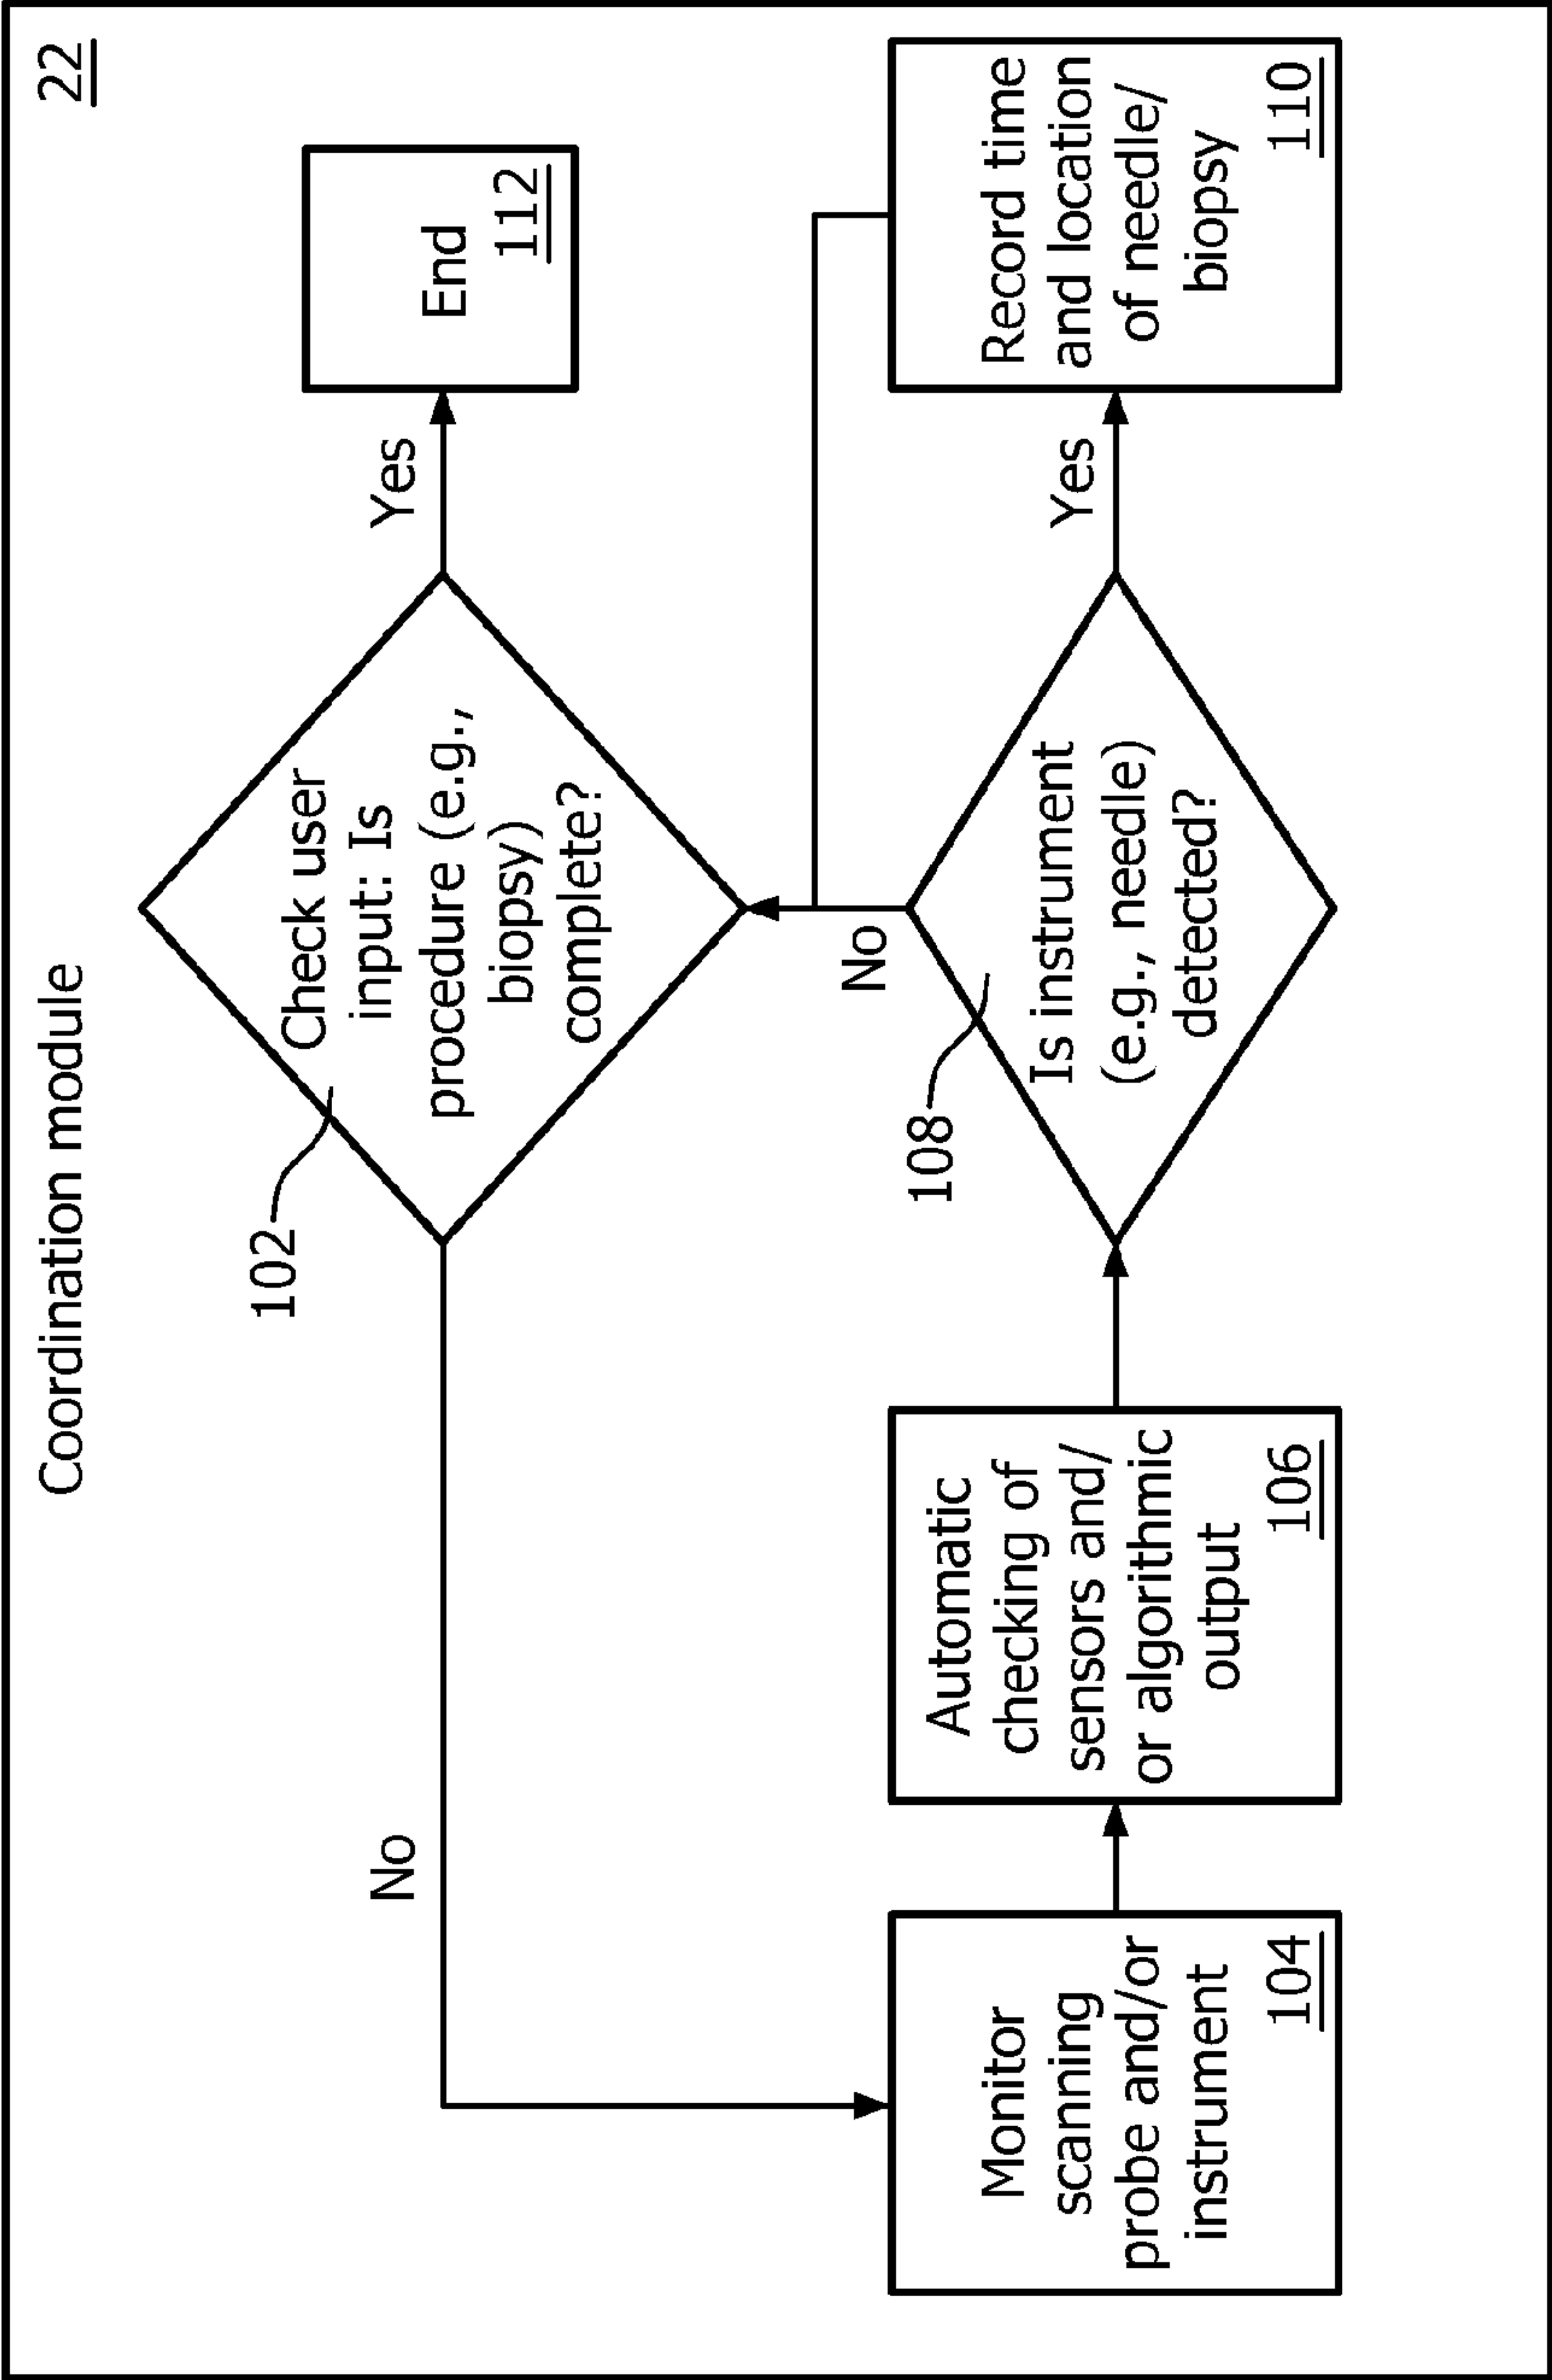 Coordination module
22
102
Check user
input: Is
procedure (e.g.,
biopsy)
complete?
Yes
End
112
No
Monitor
scanning
probe and/or
instrument
104
Automatic
checking of
sensors and/
or algorithmic
output
106
108
Is instrument
(e.g., needle)
detected?
No
Yes
Record time
and location
of needle/
biopsy
110